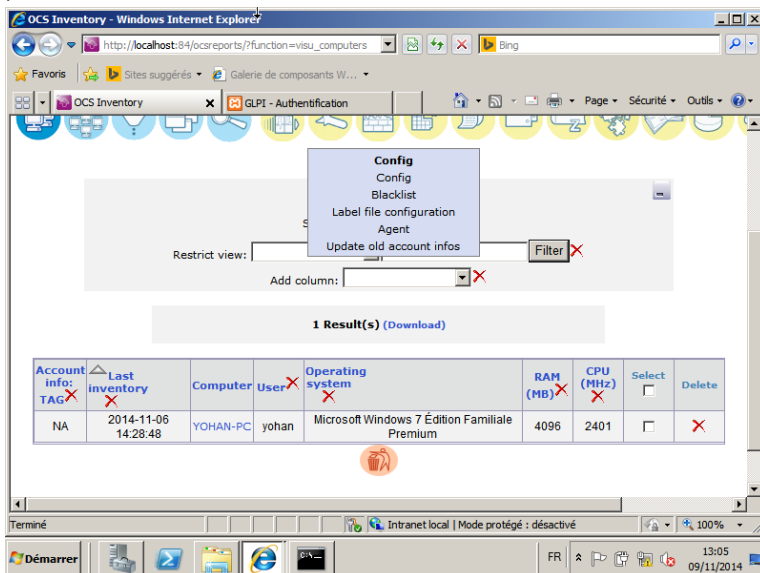 OCS Inventory - Windows Internet Explorer
http://localhost:84/ocsreports/?function=visu_computers
Bing
Favoris
Sites suggérés
Galerie de composants W...
OCS Inventory
GLPI - Authentification
Page
Sécurité
Outils
Config
Config
Blacklist
Label file configuration
Agent
Update old account infos
Restrict view:
Filter
Add column:
1 Result(s) (Download)
Account info: TAG
Last inventory
Computer
User
Operating system
RAM (MB)
CPU (MHz)
Select
Delete
NA
2014-11-06 14:28:48
YOHAN-PC
yohan
Microsoft Windows 7 Édition Familiale Premium
4096
2401
Terminé
Intranet local | Mode protégé : désactivé
100%
Démarrer
FR
13:05
09/11/2014